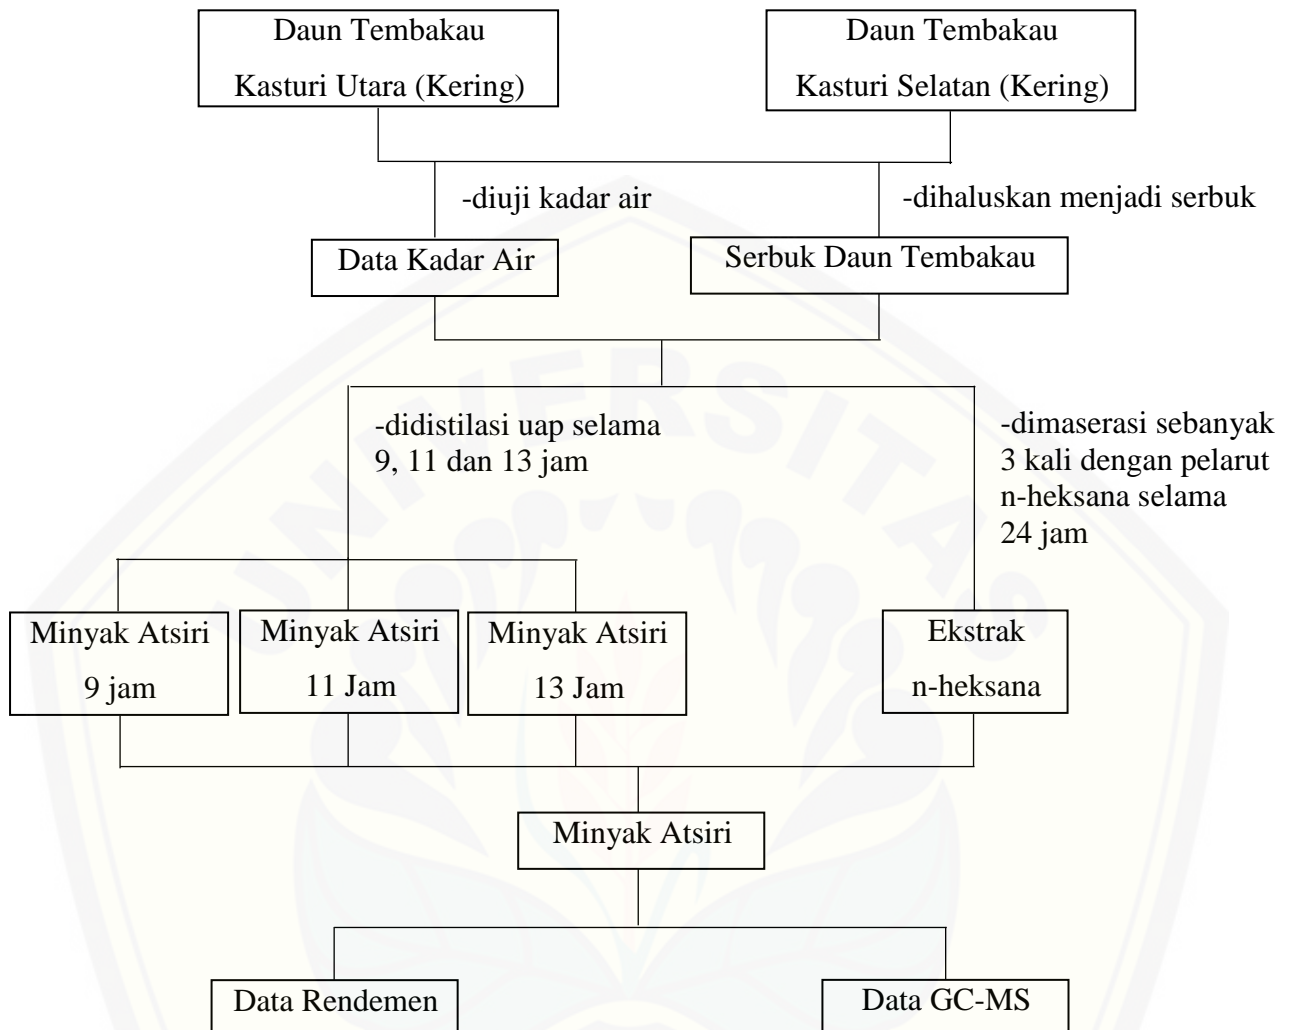 Daun Tembakau
Kasturi Utara (Kering)
Daun Tembakau
Kasturi Selatan (Kering)
-diuji kadar air
-dihaluskan menjadi serbuk
Data Kadar Air
Serbuk Daun Tembakau
-didistilasi uap selama
9, 11 dan 13 jam
-dimaserasi sebanyak
3 kali dengan pelarut
n-heksana selama
24 jam
Minyak Atsiri
9 jam
Minyak Atsiri
11 Jam
Minyak Atsiri
13 Jam
Ekstrak
n-heksana
Minyak Atsiri
Data Rendemen
Data GC-MS
UNIVERSITAS